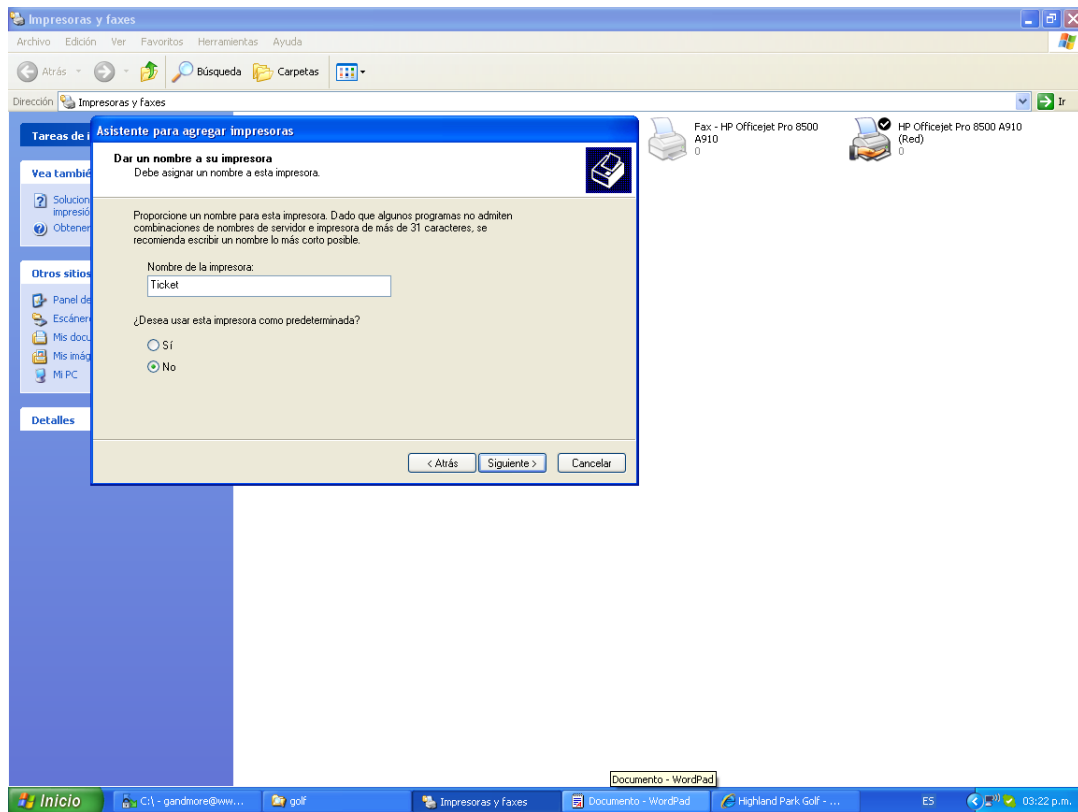 Impresoras y faxes
Archivo Edición Ver Favoritos Herramientas Ayuda
Atrás Búsqueda Carpetas
Dirección Impresoras y faxes Ir
Tareas de i
Vea tambié
Solucion
impresió
Obtener
Otros sitios
Panel de
Escáner
Mis docu
Mis imág
Mi PC
Detalles
Asistente para agregar impresoras
Dar un nombre a su impresora
Debe asignar un nombre a esta impresora.
Proporcione un nombre para esta impresora. Dado que algunos programas no admiten
combinaciones de nombres de servidor e impresora de más de 31 caracteres, se
recomienda escribir un nombre lo más corto posible.
Nombre de la impresora:
Ticket
¿Desea usar esta impresora como predeterminada?
Sí
No
< Atrás Siguiente > Cancelar
Fax - HP Officejet Pro 8500
A910
0
HP Officejet Pro 8500 A910
(Red)
0
Documento - WordPad
Inicio C:\ - gandmore@ww... golf Impresoras y faxes Documento - WordPad Highland Park Golf - ... ES 03:22 p.m.